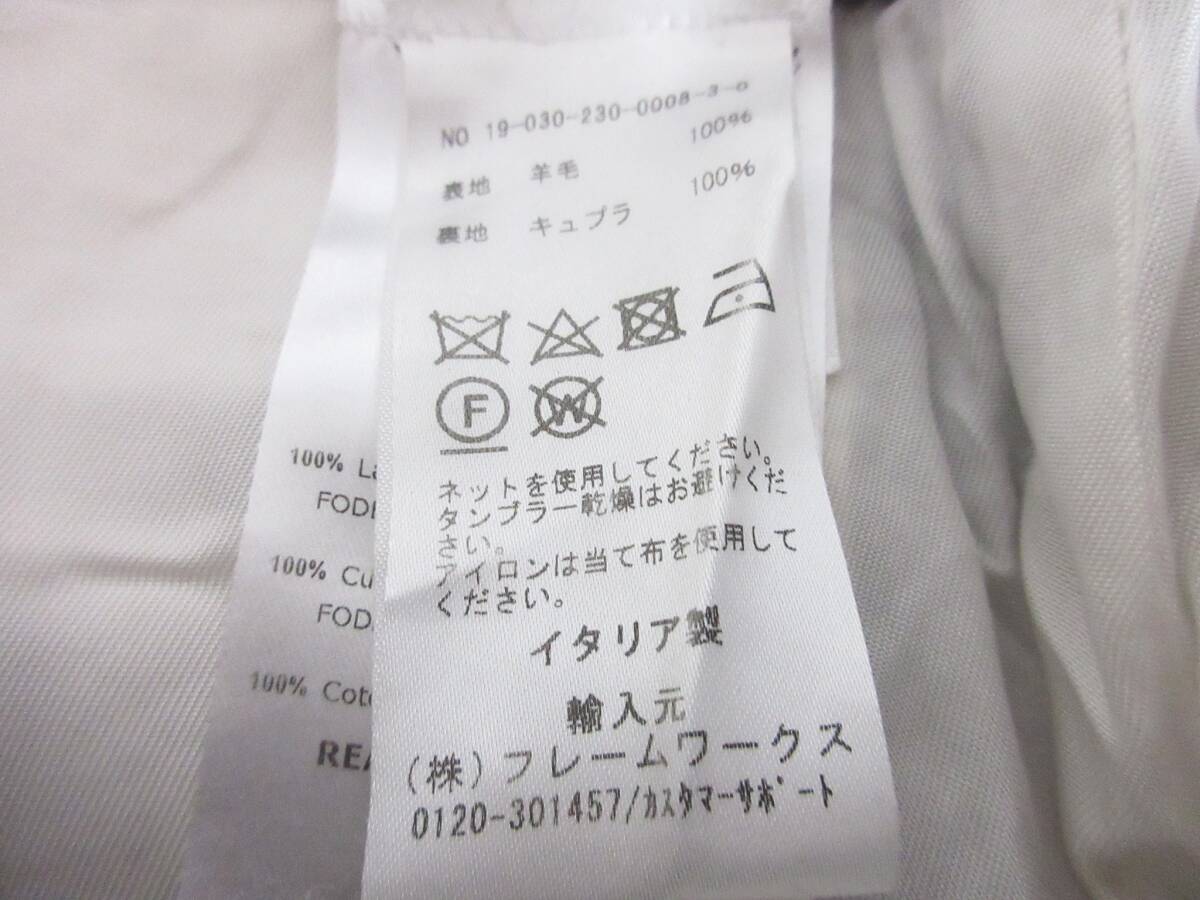 NO 19-030-230-0008-3-0
表地 羊毛 100%
裏地 キュプラ 100%
F
W
ネットを使用してください。
タンブラー乾燥はお避けくだ
さい。
アイロンは当て布を使用して
ください。
イタリア製
輸入元
(株)フレームワークス
0120-301457/カスタマーサポート
100%
FOD
100% Cu
FOD
100% Cot
REA